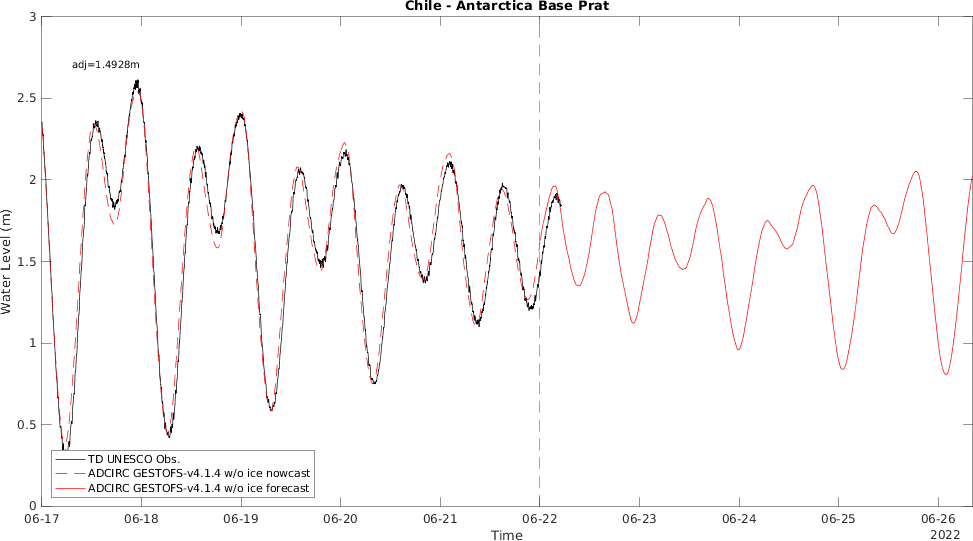 Chile - Antarctica Base Prat
adj=1.4928m
3
2.5
2
1.5
1
0.5
0
Water Level (m)
TD UNESCO Obs.
ADCIRC GESTOFS-v4.1.4 w/o ice nowcast
ADCIRC GESTOFS-v4.1.4 w/o ice forecast
06-17 06-18 06-19 06-20 06-21 06-22 06-23 06-24 06-25 06-26
2022
Time